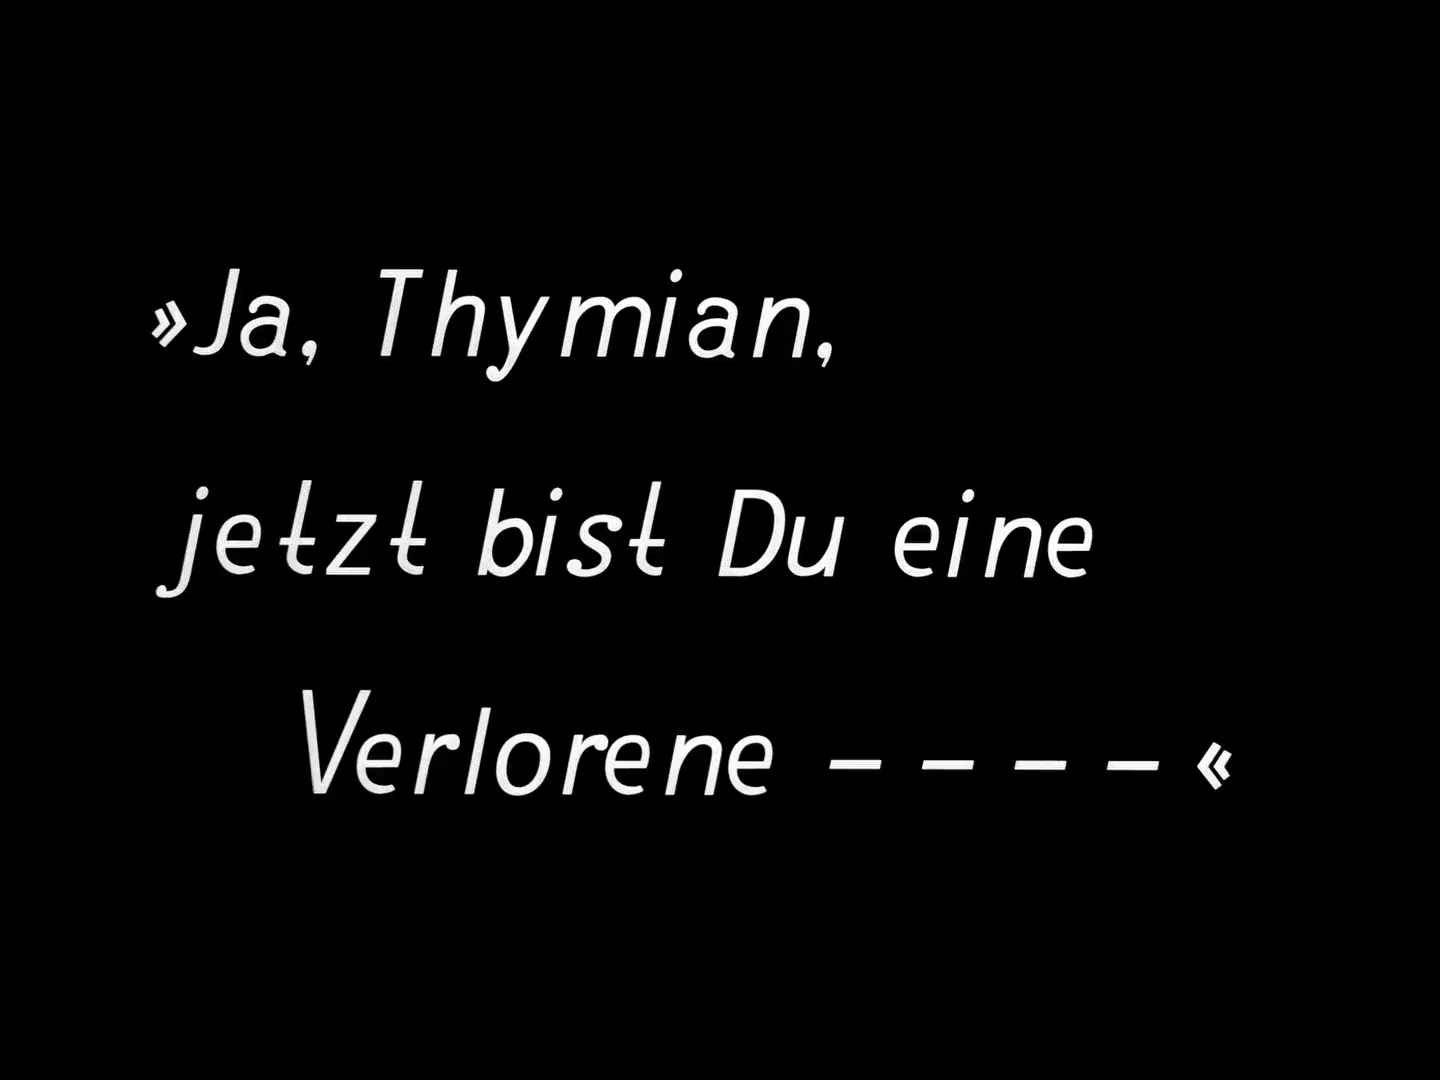 »Ja, Thymian,
jetzt bist Du eine
Verlorene – – – – «